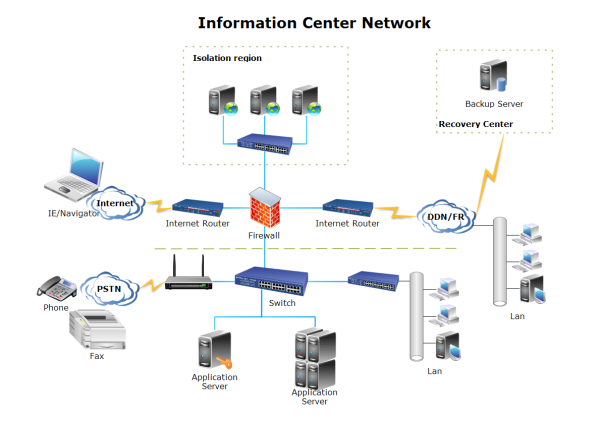 Information Center Network
Isolation region
Backup Server
Recovery Center
Internet
IE/Navigator
Internet Router
Firewall
Internet Router
DDN/FR
PSTN
Phone
Switch
Lan
Fax
Lan
Application
Server
Application
Server